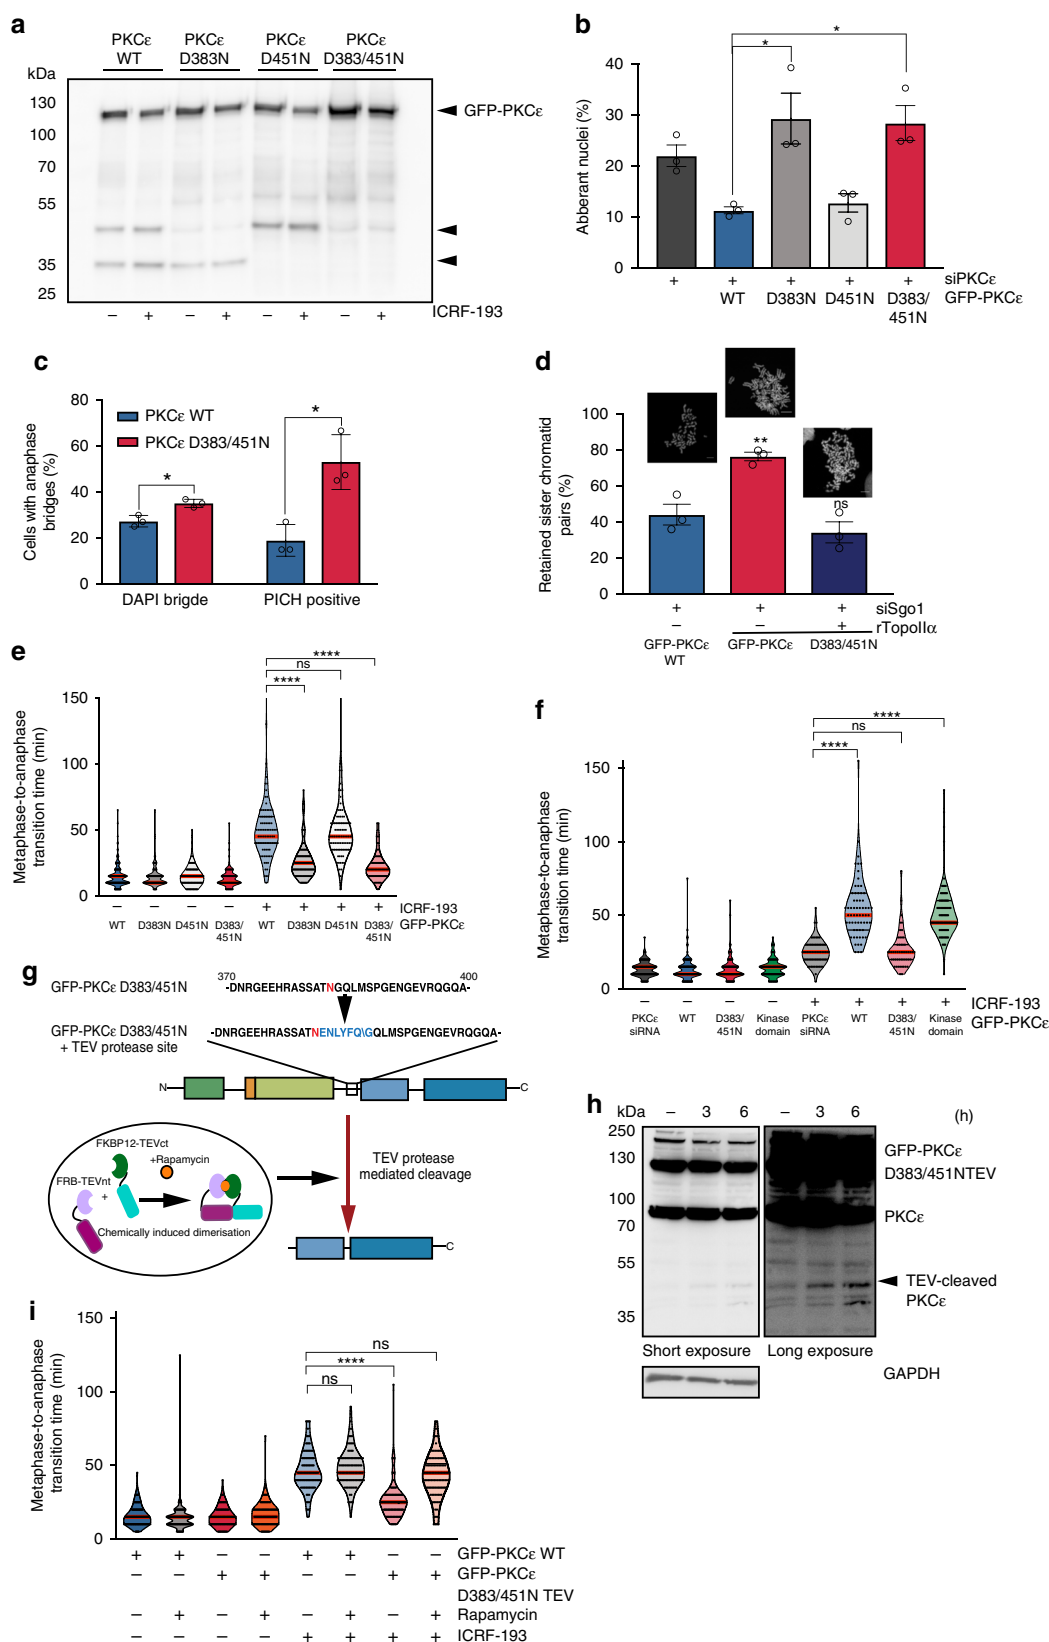 a
PKCε WT
PKCε D383N
PKCε D451N
PKCε D383/451N
kDa
130
100
70
55
35
25
GFP-PKCε
– + – + – + – +
ICRF-193
b
Abberant nuclei (%)
40
30
20
10
0
*
*
+ + + + +
siPKCε
WT D383N D451N D383/451N
GFP-PKCε
c
Cells with anaphase bridges (%)
80
60
40
20
0
PKCε WT
PKCε D383/451N
*
*
DAPI brigde
PICH positive
d
Retained sister chromatid pairs (%)
100
80
60
40
20
0
**
ns
+ + +
siSgo1
– – +
rTopoIIα
GFP-PKCε WT
GFP-PKCε
D383/451N
e
Metaphase-to-anaphase transition time (min)
150
100
50
0
****
ns
****
– – – – + + + +
ICRF-193
WT D383N D451N D383/451N WT D383N D451N D383/451N
GFP-PKCε
f
Metaphase-to-anaphase transition time (min)
150
100
50
0
****
ns
****
– – – – + + + +
ICRF-193
PKCε siRNA WT D383/451N Kinase domain PKCε siRNA WT D383/451N Kinase domain
GFP-PKCε
g
370
400
GFP-PKCε D383/451N
-DNRGEEHRASSATNGQLMSPGENGEVRQGQA-
GFP-PKCε D383/451N + TEV protease site
-DNRGEEHRASSATNENLYFQ\GQLMSPGENGEVRQGQA-
N
C
FKBP12-TEVct
+Rapamycin
FRB-TEVnt
+
Chemically induced dimerisation
TEV protease mediated cleavage
C
h
kDa
– 3 6
– 3 6
(h)
250
130
100
70
55
35
GFP-PKCε
D383/451NTEV
PKCε
TEV-cleaved PKCε
Short exposure
Long exposure
GAPDH
i
Metaphase-to-anaphase transition time (min)
150
100
50
0
ns
****
ns
+ + – – + + – –
GFP-PKCε WT
– – + + – – + +
GFP-PKCε D383/451N TEV
– + – + – + – +
Rapamycin
– – – – + + + +
ICRF-193